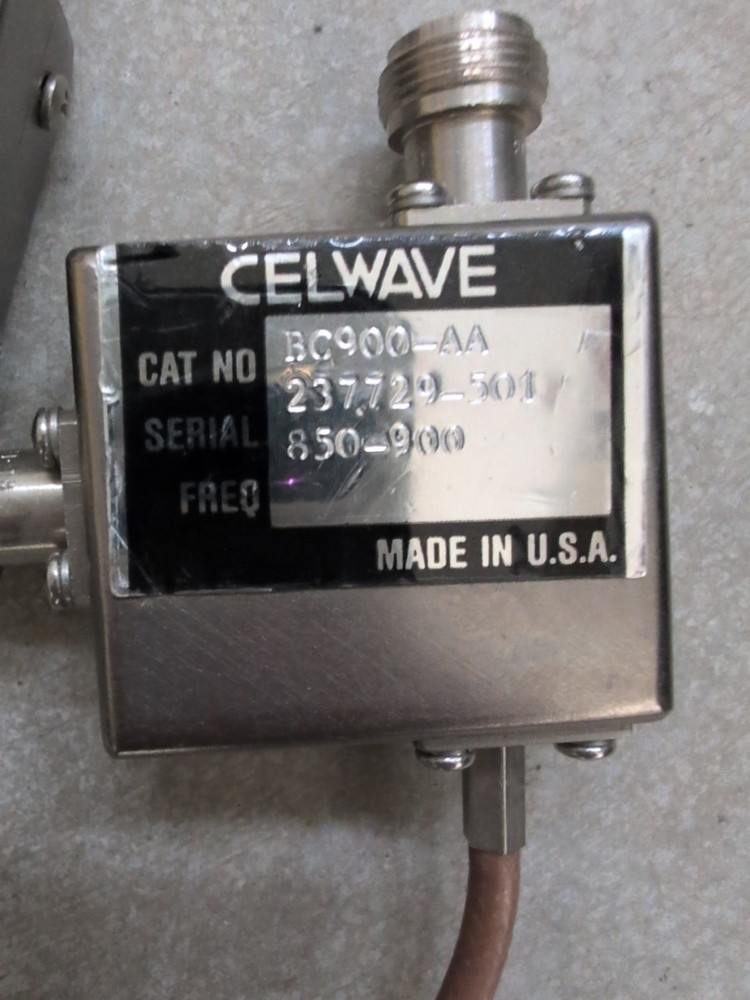 CELWAVE
CAT NO BC900-AA
SERIAL 237729-501
FREQ 850-900
MADE IN U.S.A.